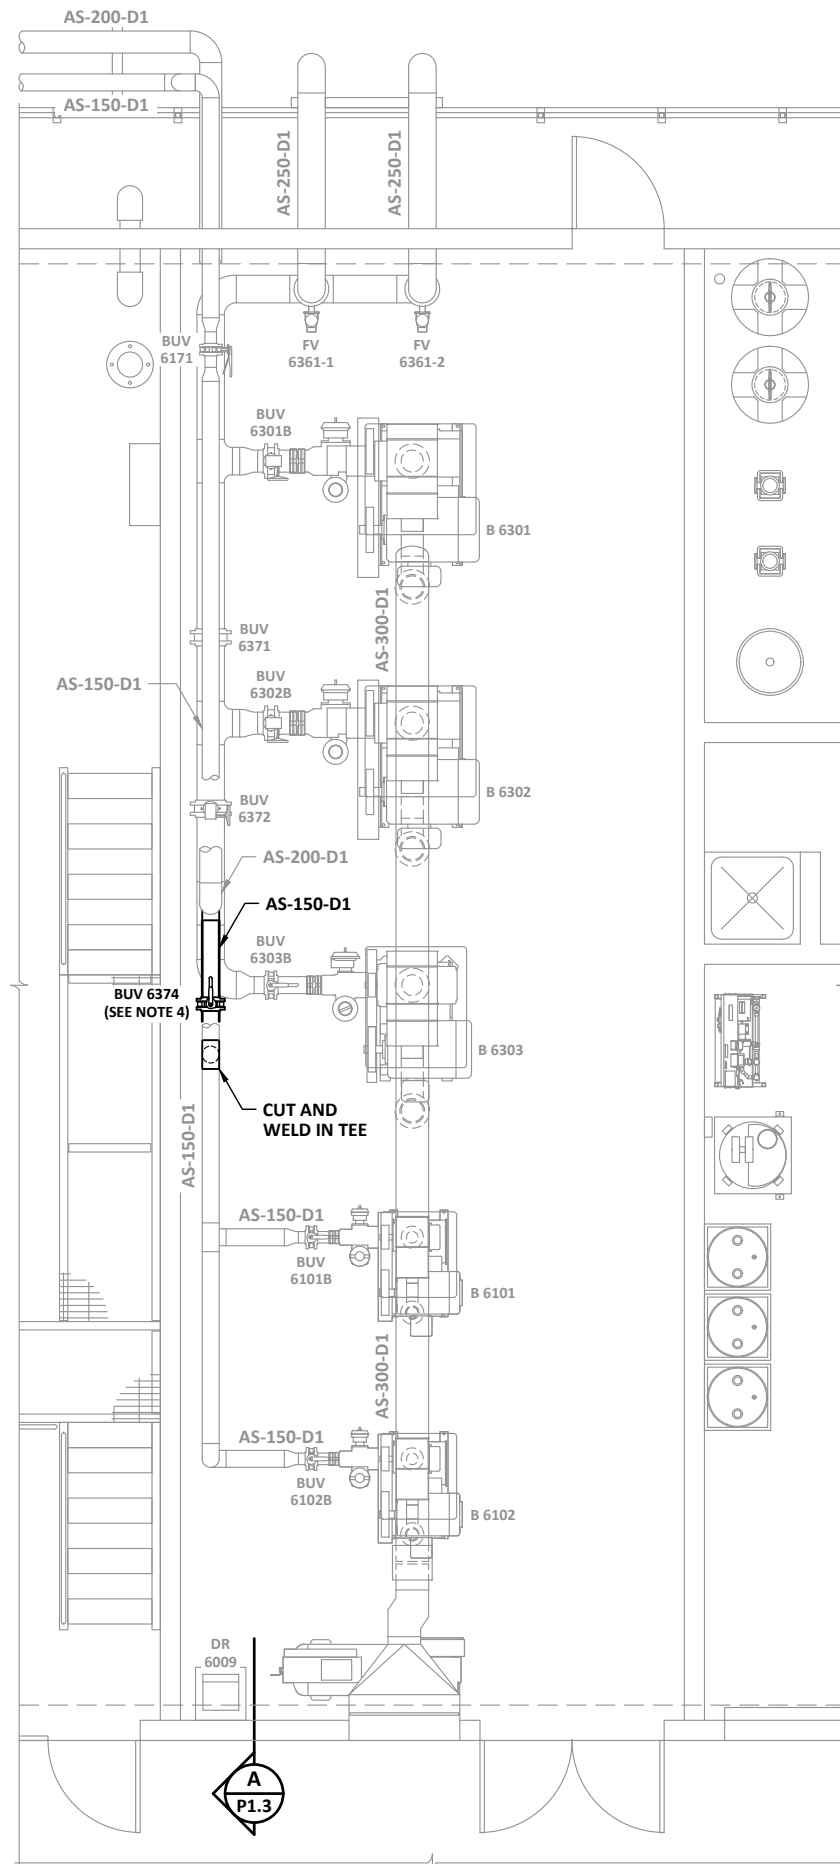 AS-200-D1
AS-150-D1
AS-250-D1
AS-250-D1
BUV
6171
FV
6361-1
FV
6361-2
BUV
6301B
B 6301
AS-300-D1
BUV
6371
BUV
6302B
AS-150-D1
B 6302
BUV
6372
AS-200-D1
AS-150-D1
BUV
6303B
BUV 6374
(SEE NOTE 4)
B 6303
CUT AND
WELD IN TEE
AS-150-D1
AS-150-D1
BUV
6101B
B 6101
AS-300-D1
AS-150-D1
BUV
6102B
B 6102
DR
6009
A
P1.3